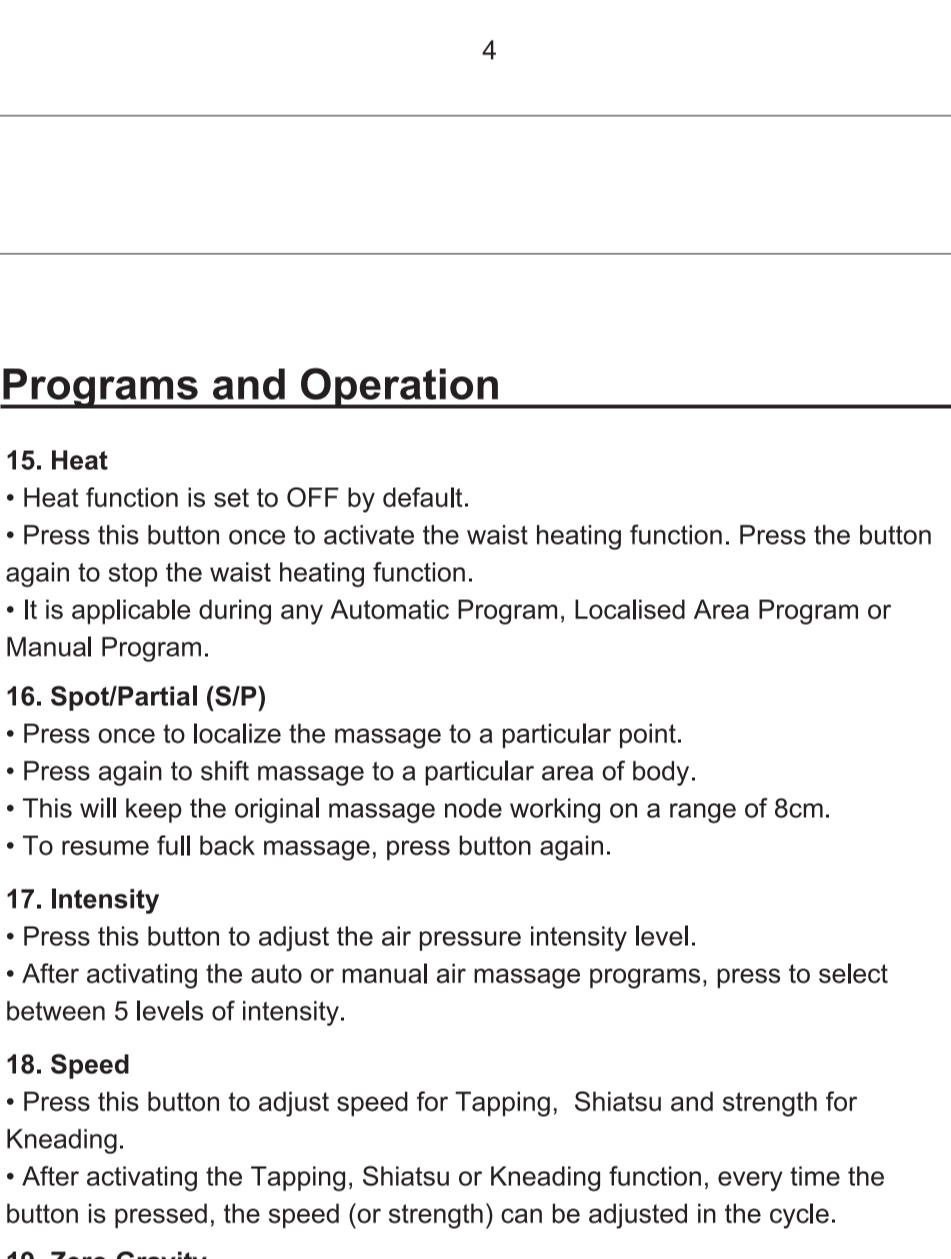 4
Programs and Operation
15. Heat
• Heat function is set to OFF by default.
• Press this button once to activate the waist heating function. Press the button
again to stop the waist heating function.
• It is applicable during any Automatic Program, Localised Area Program or
Manual Program.
16. Spot/Partial (S/P)
• Press once to localize the massage to a particular point.
• Press again to shift massage to a particular area of body.
• This will keep the original massage node working on a range of 8cm.
• To resume full back massage, press button again.
17. Intensity
• Press this button to adjust the air pressure intensity level.
• After activating the auto or manual air massage programs, press to select
between 5 levels of intensity.
18. Speed
• Press this button to adjust speed for Tapping,  Shiatsu and strength for
Kneading.
• After activating the Tapping, Shiatsu or Kneading function, every time the
button is pressed, the speed (or strength) can be adjusted in the cycle.
19. Zero Gravity